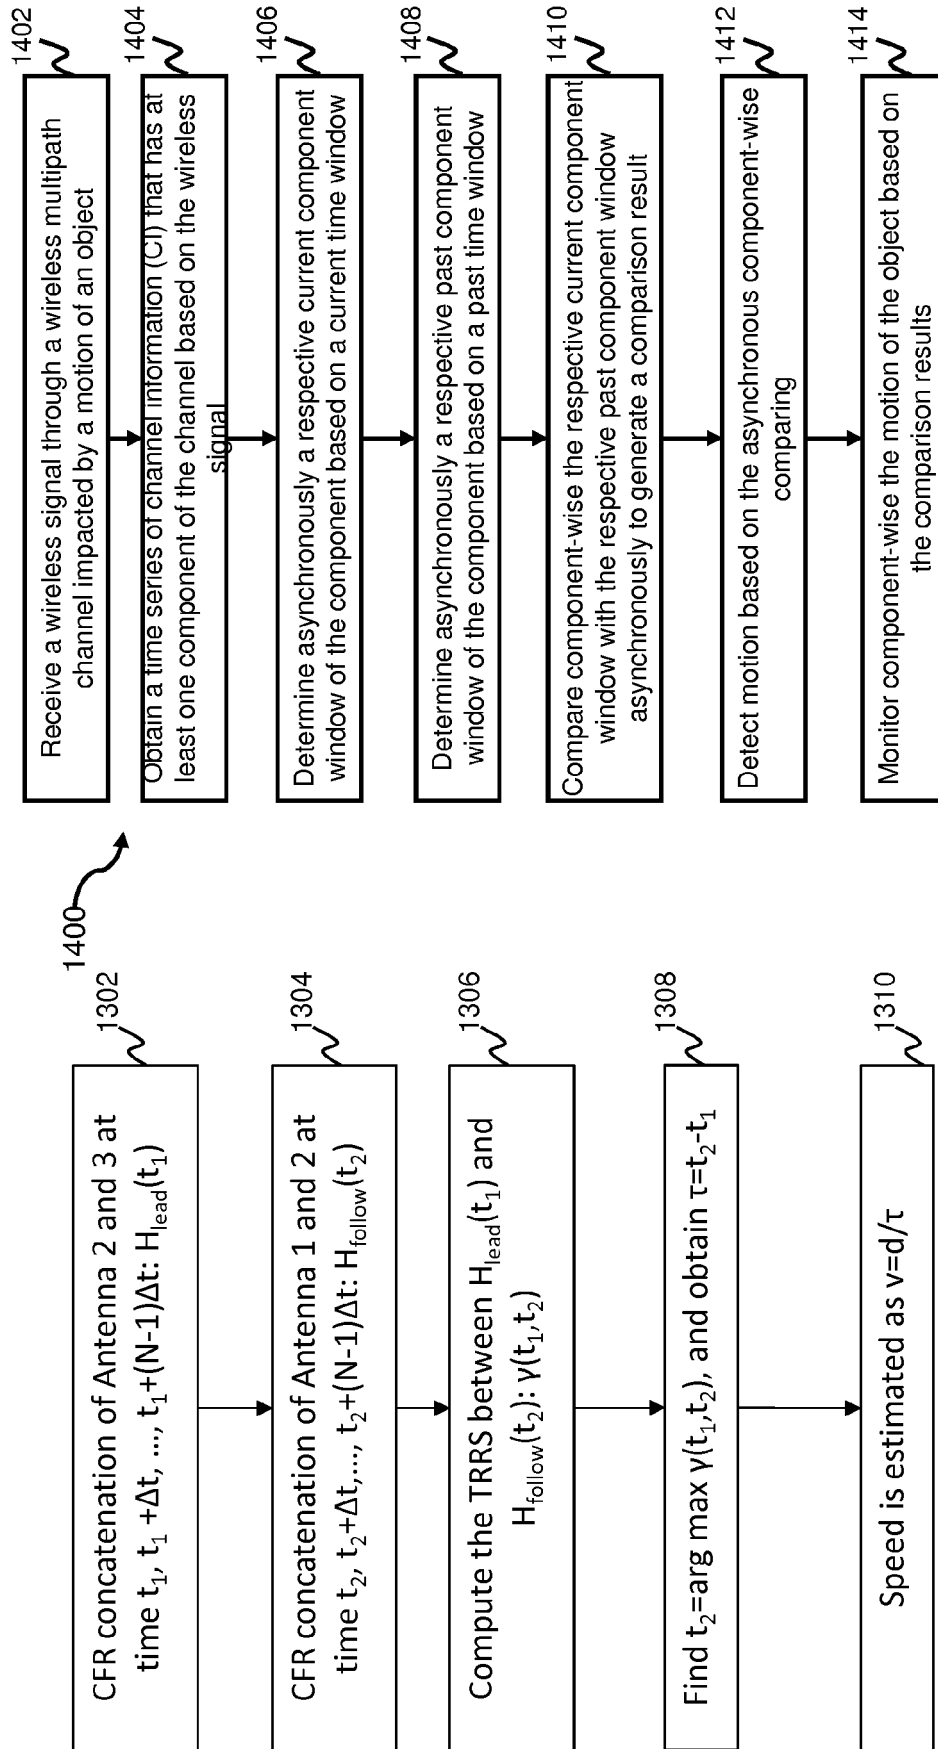 CFR concatenation of Antenna 2 and 3 at
time t₁, t₁ +Δt, ..., t₁+(N-1)Δt: H_lead(t₁)
1302
CFR concatenation of Antenna 1 and 2 at
time t₂, t₂+Δt,..., t₂+(N-1)Δt: H_follow(t₂)
1304
Compute the TRRS between H_lead(t₁) and
H_follow(t₂): γ(t₁,t₂)
1306
Find t₂=arg max γ(t₁,t₂), and obtain τ=t₂-t₁
1308
Speed is estimated as v=d/τ
1310
1400
Receive a wireless signal through a wireless multipath
channel impacted by a motion of an object
1402
Obtain a time series of channel information (CI) that has at
least one component of the channel based on the wireless
signal
1404
Determine asynchronously a respective current component
window of the component based on a current time window
1406
Determine asynchronously a respective past component
window of the component based on a past time window
1408
Compare component-wise the respective current component
window with the respective past component window
asynchronously to generate a comparison result
1410
Detect motion based on the asynchronous component-wise
comparing
1412
Monitor component-wise the motion of the object based on
the comparison results
1414